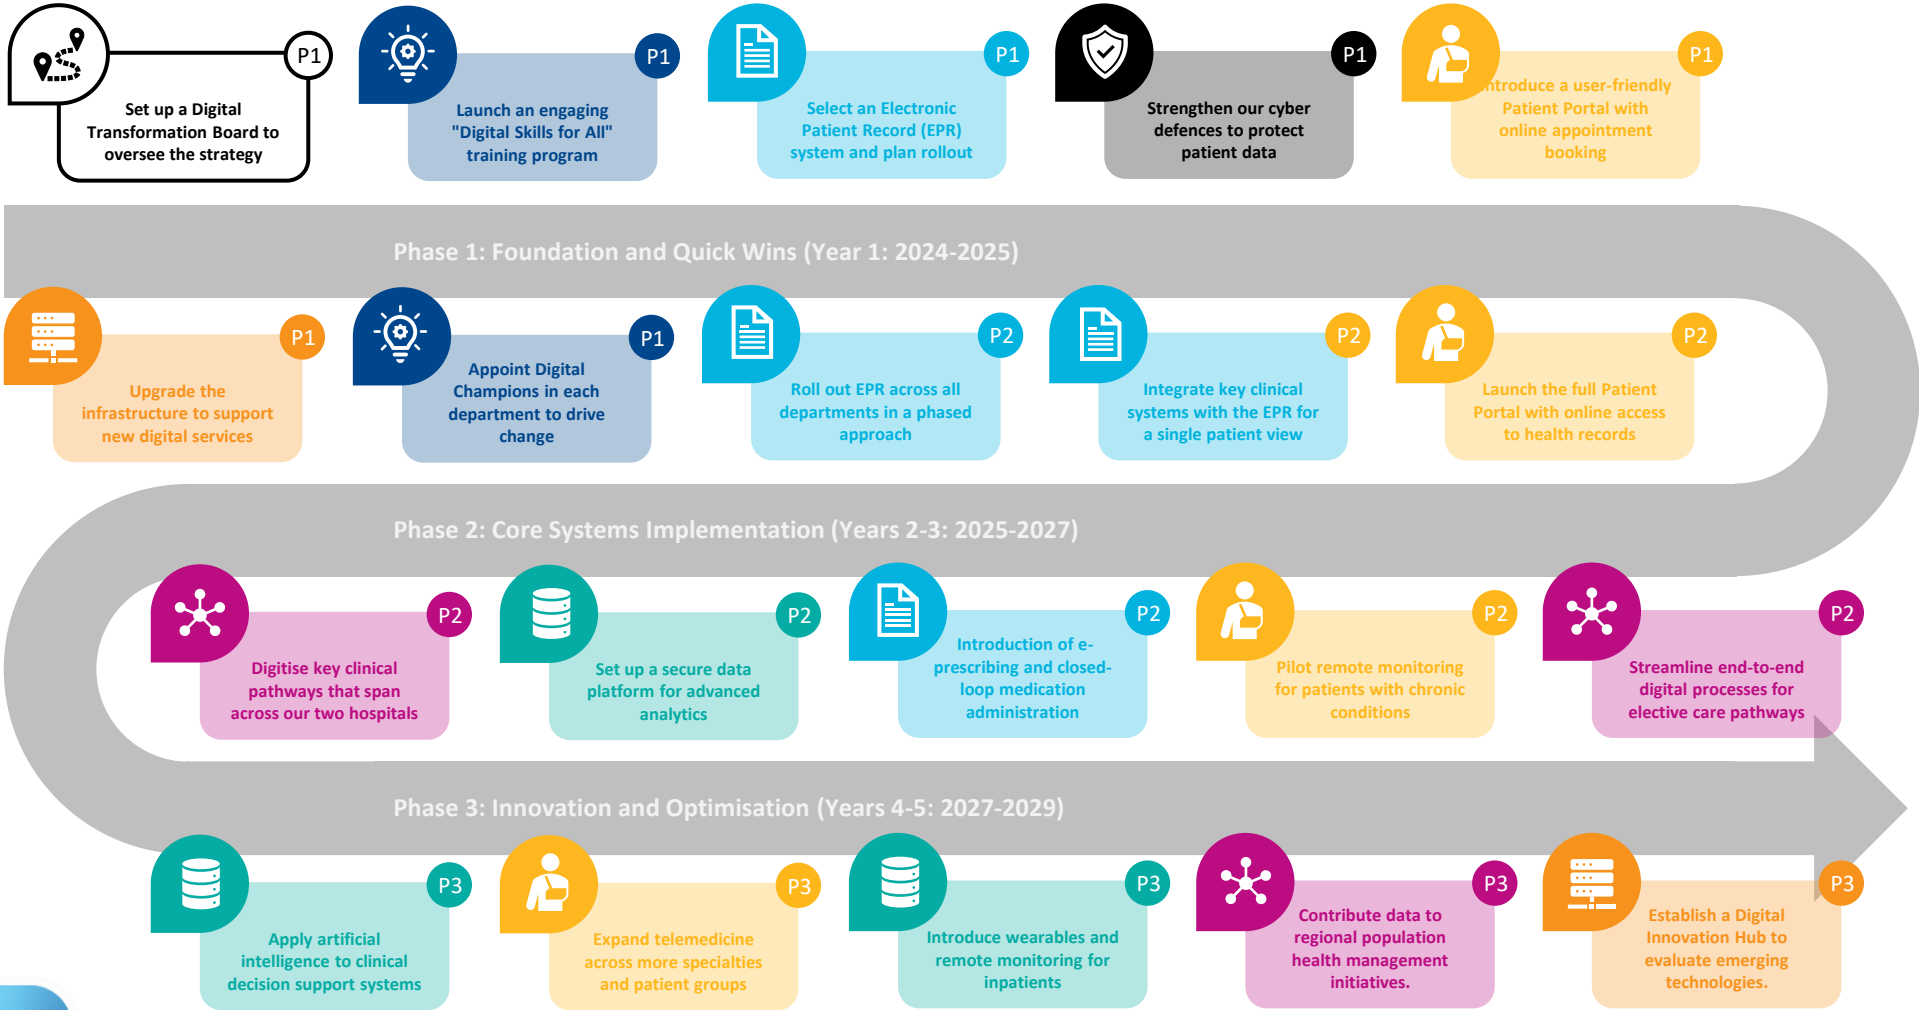 P1
Set up a Digital
Transformation Board to
oversee the strategy
P1
Launch an engaging
"Digital Skills for All"
training program
P1
Select an Electronic
Patient Record (EPR)
system and plan rollout
P1
Strengthen our cyber
defences to protect
patient data
P1
Introduce a user-friendly
Patient Portal with
online appointment
booking
Phase 1: Foundation and Quick Wins (Year 1: 2024-2025)
P1
Upgrade the
infrastructure to support
new digital services
P1
Appoint Digital
Champions in each
department to drive
change
P2
Roll out EPR across all
departments in a phased
approach
P2
Integrate key clinical
systems with the EPR for
a single patient view
P2
Launch the full Patient
Portal with online access
to health records
Phase 2: Core Systems Implementation (Years 2-3: 2025-2027)
P2
Digitise key clinical
pathways that span
across our two hospitals
P2
Set up a secure data
platform for advanced
analytics
P2
Introduction of e-
prescribing and closed-
loop medication
administration
P2
Pilot remote monitoring
for patients with chronic
conditions
P2
Streamline end-to-end
digital processes for
elective care pathways
Phase 3: Innovation and Optimisation (Years 4-5: 2027-2029)
P3
Apply artificial
intelligence to clinical
decision support systems
P3
Expand telemedicine
across more specialties
and patient groups
P3
Introduce wearables and
remote monitoring for
inpatients
P3
Contribute data to
regional population
health management
initiatives.
P3
Establish a Digital
Innovation Hub to
evaluate emerging
technologies.